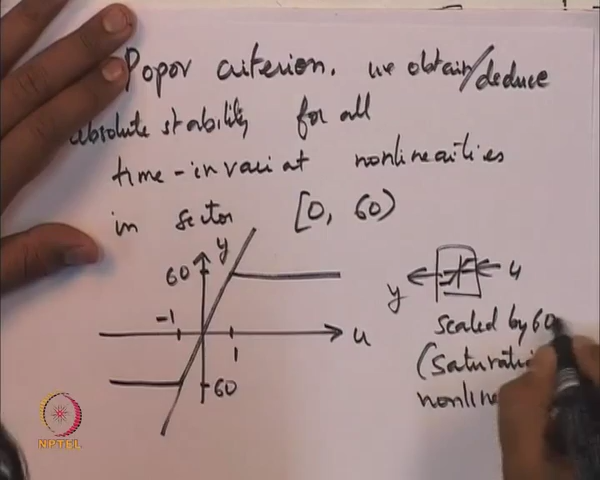 Popov criterion. we obtain/deduce
absolute stability for all
time-invariat nonlinearities
in sector [0, 60)
y
60
-1
1
u
-60
y
u
scaled by 60
(saturati
nonline
NPTEL